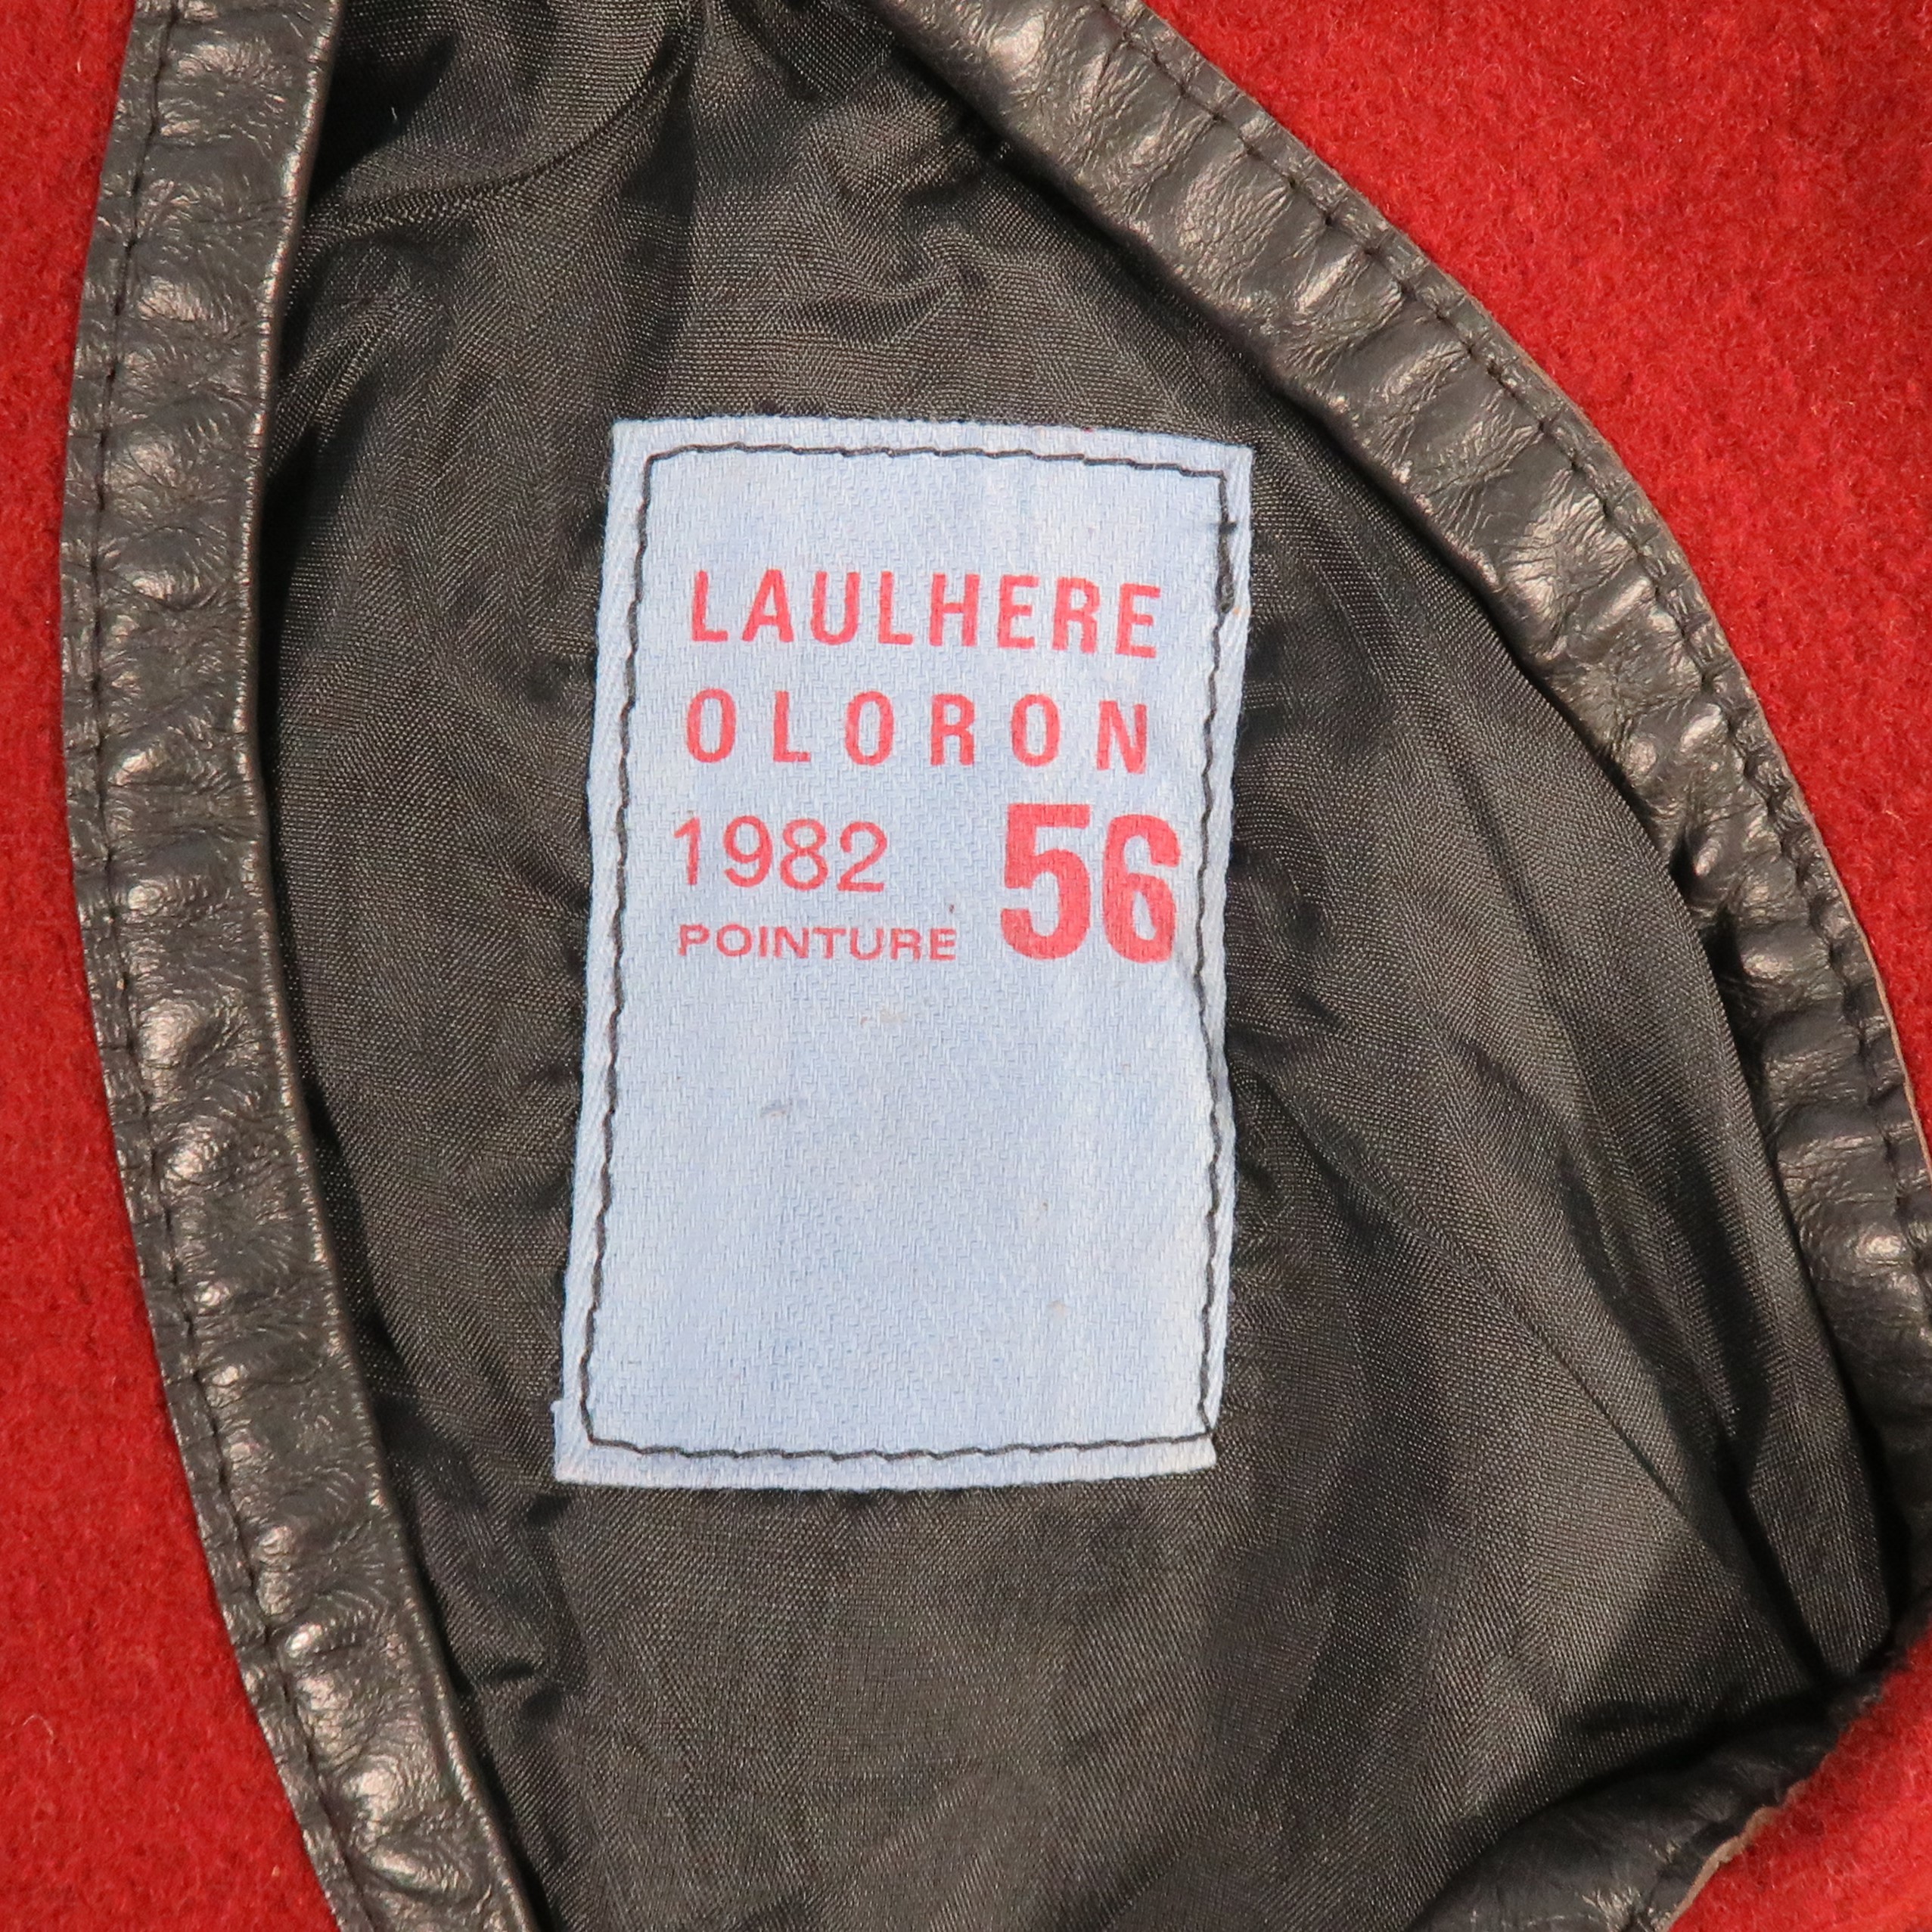 LAULHERE
OLORON
1982 56
POINTURE